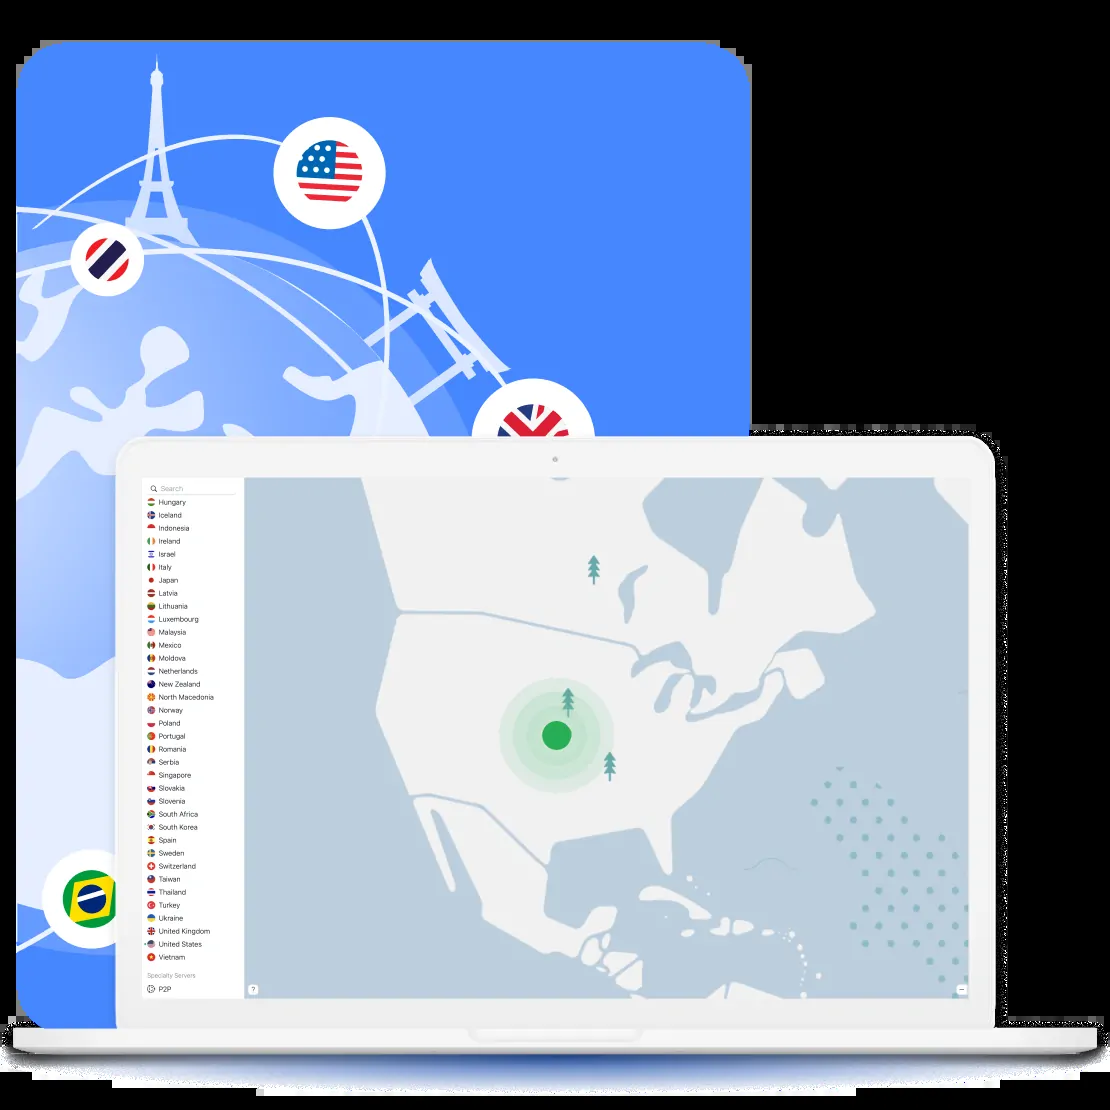 Search
Hungary
Iceland
Indonesia
Ireland
Israel
Italy
Japan
Latvia
Lithuania
Luxembourg
Malaysia
Mexico
Moldova
Netherlands
New Zealand
North Macedonia
Norway
Poland
Portugal
Romania
Serbia
Singapore
Slovakia
Slovenia
South Africa
South Korea
Spain
Sweden
Switzerland
Taiwan
Thailand
Turkey
Ukraine
United Kingdom
United States
Vietnam
Specialty Servers
P2P
?